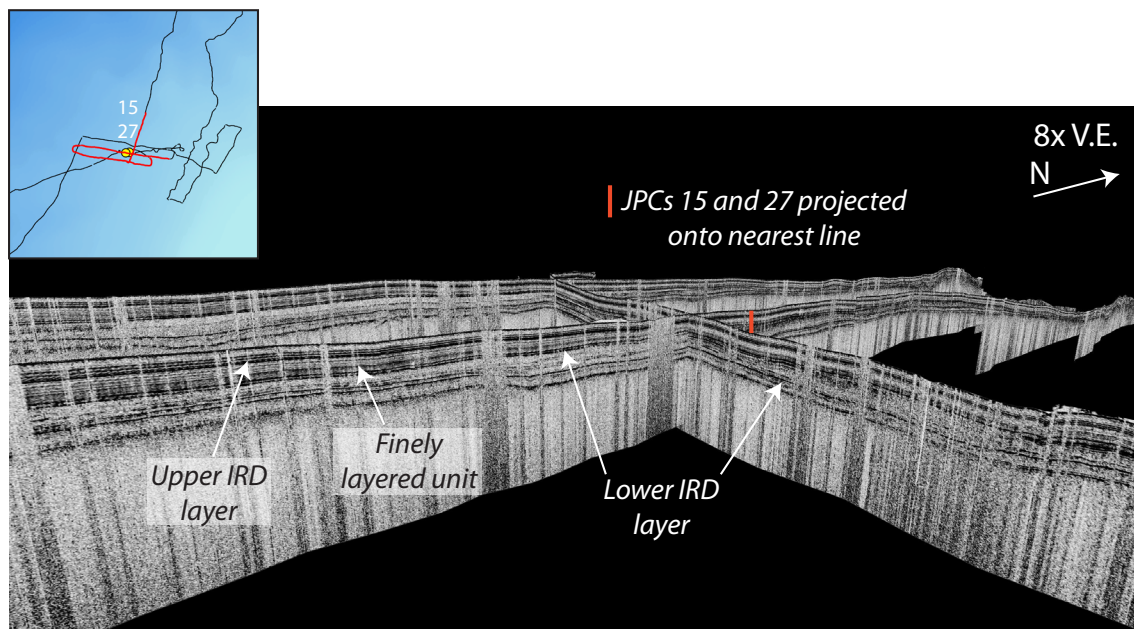 15
27
8x V.E.
N
JPCs 15 and 27 projected
onto nearest line
Upper IRD
layer
Finely
layered unit
Lower IRD
layer